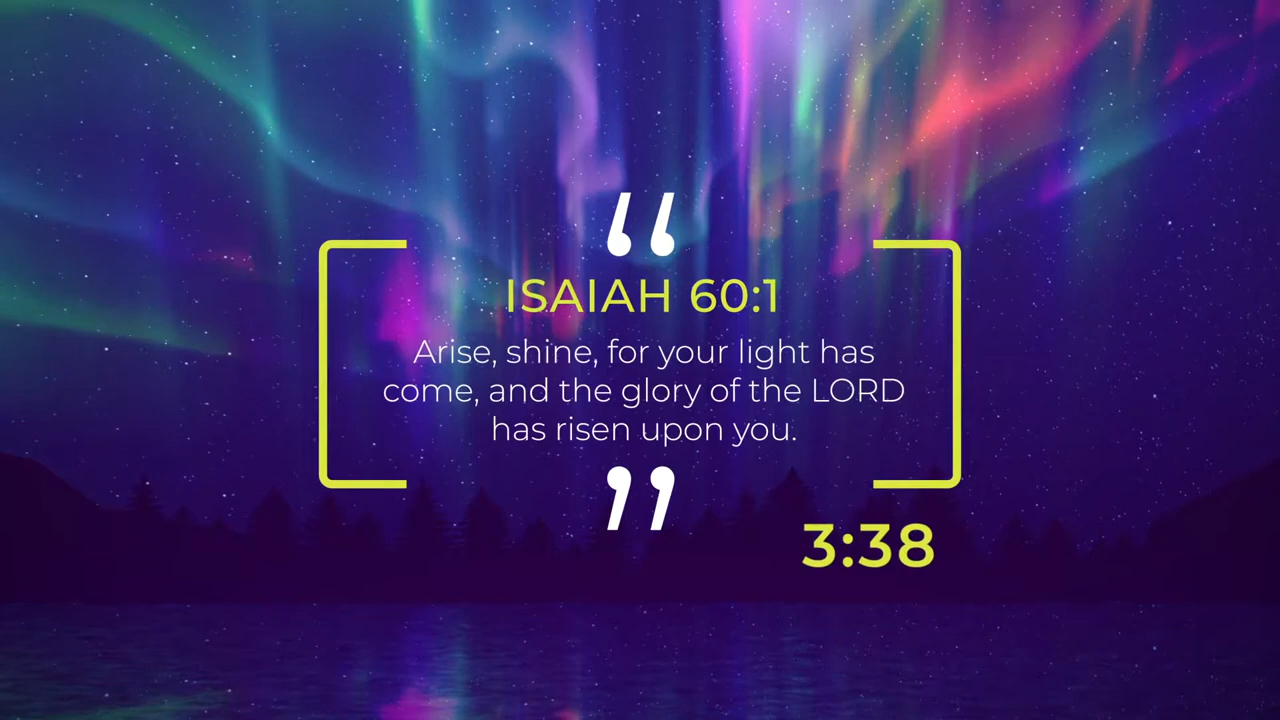 “
ISAIAH 60:1
Arise, shine, for your light has
come, and the glory of the LORD
has risen upon you.
”
3:38